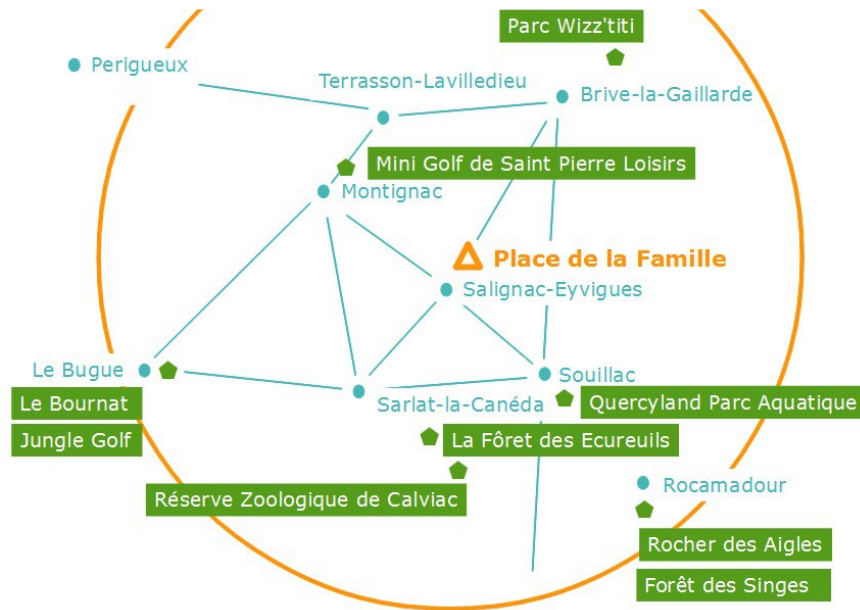 Parc Wizz'titi
Perigueux
Terrasson-Lavilledieu
Brive-la-Gaillarde
Mini Golf de Saint Pierre Loisirs
Montignac
Place de la Famille
Salignac-Eyvigues
Le Bugue
Souillac
Le Bournat
Sarlat-la-Canéda
Quercyland Parc Aquatique
Jungle Golf
La Fôret des Ecureuils
Réserve Zoologique de Calviac
Rocamadour
Rocher des Aigles
Forêt des Singes